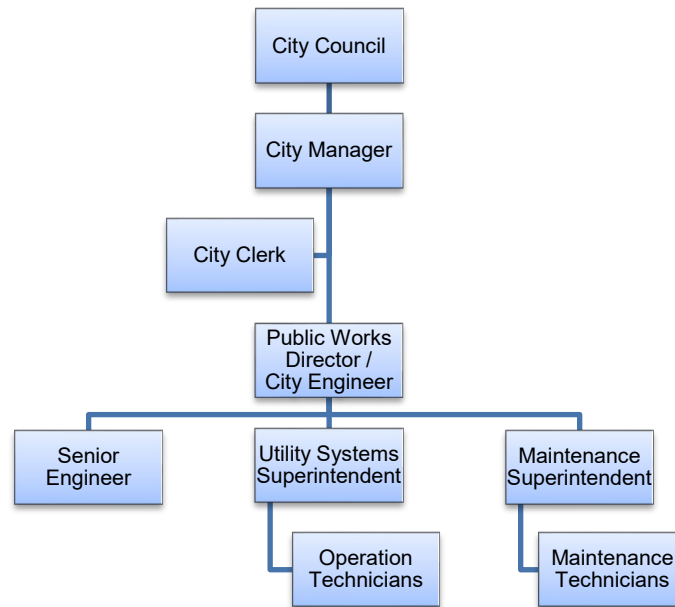 City Council
City Manager
City Clerk
Public Works
Director /
City Engineer
Senior
Engineer
Utility Systems
Superintendent
Maintenance
Superintendent
Operation
Technicians
Maintenance
Technicians